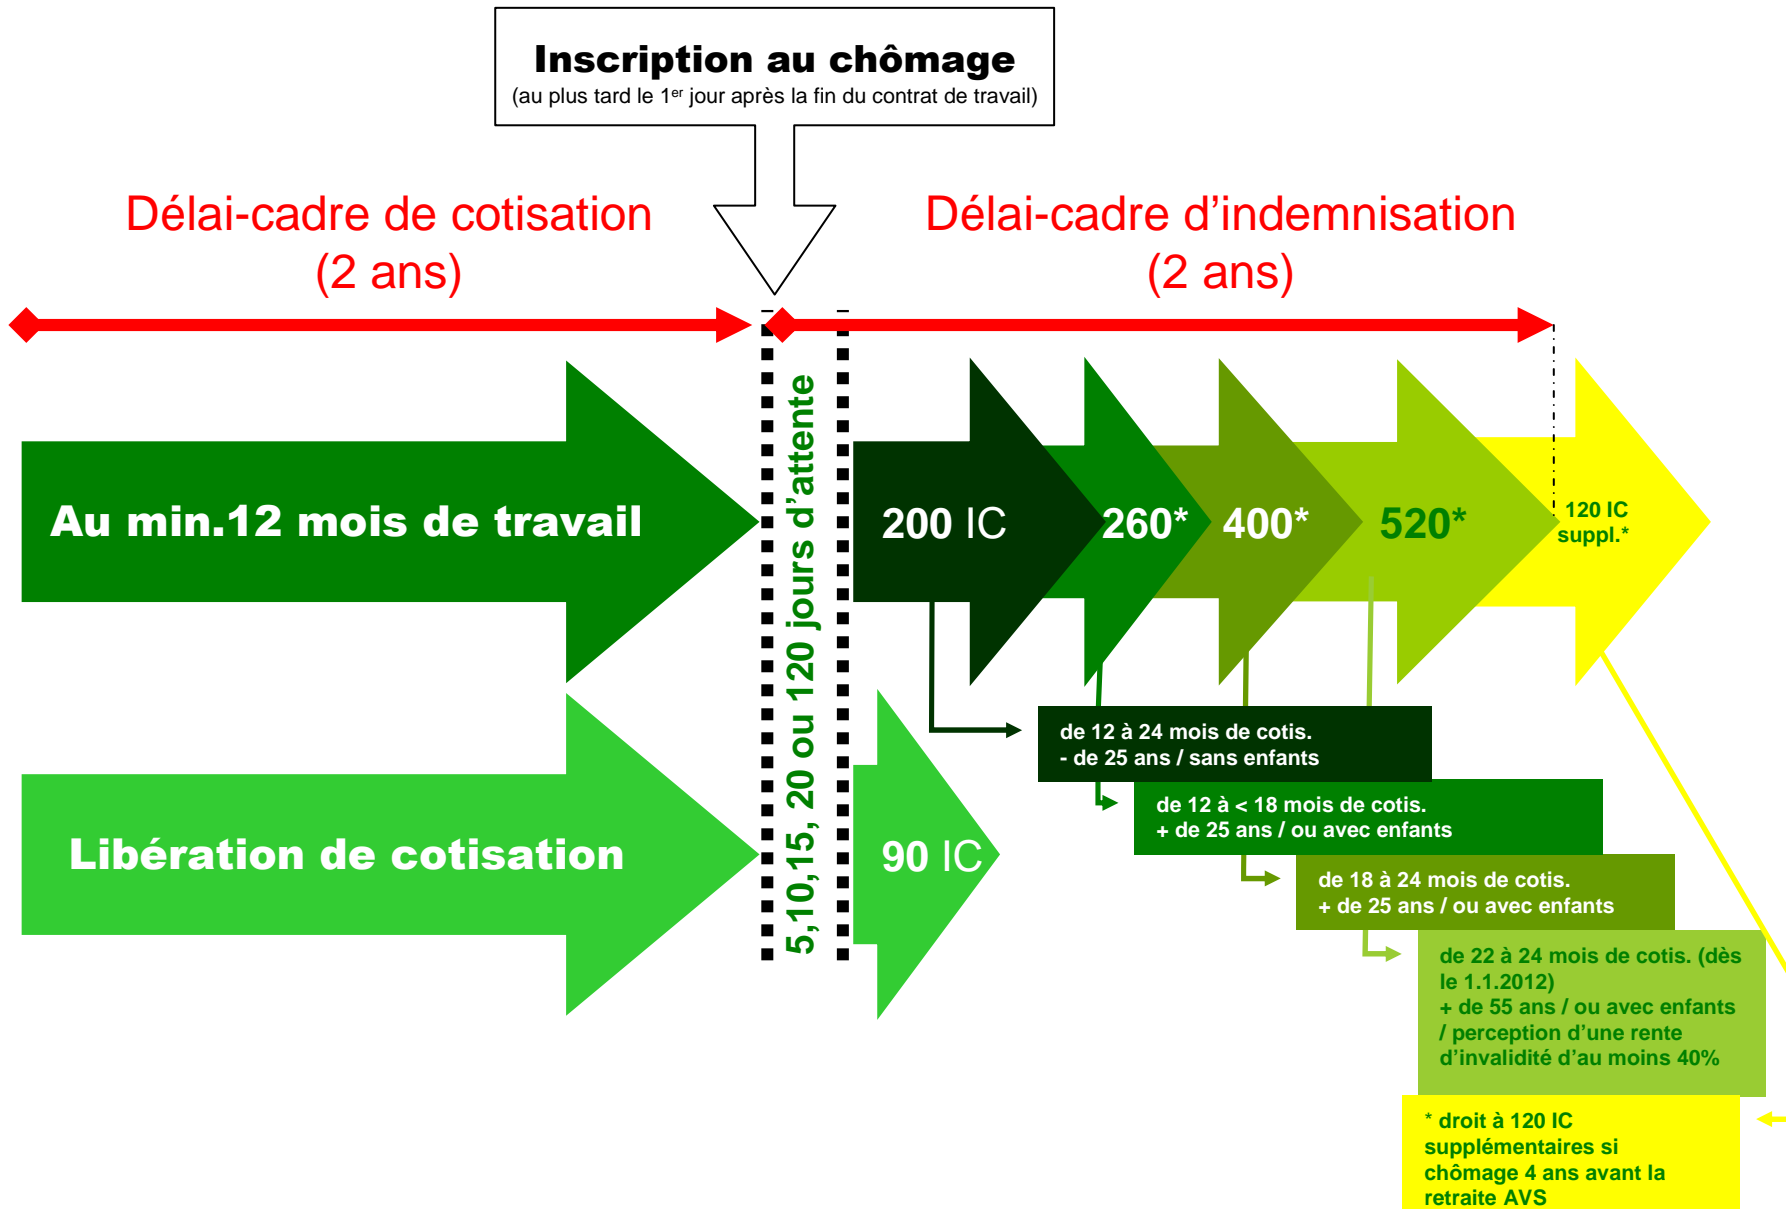 Inscription au chômage
(au plus tard le 1er jour après la fin du contrat de travail)
Délai-cadre de cotisation
(2 ans)
Délai-cadre d’indemnisation
(2 ans)
Au min.12 mois de travail
Libération de cotisation
5,10,15, 20 ou 120 jours d’attente
200 IC
260*
400*
520*
120 IC
suppl.*
90 IC
de 12 à 24 mois de cotis.
- de 25 ans / sans enfants
de 12 à < 18 mois de cotis.
+ de 25 ans / ou avec enfants
de 18 à 24 mois de cotis.
+ de 25 ans / ou avec enfants
de 22 à 24 mois de cotis. (dès
le 1.1.2012)
+ de 55 ans / ou avec enfants
/ perception d’une rente
d’invalidité d’au moins 40%
* droit à 120 IC
supplémentaires si
chômage 4 ans avant la
retraite AVS